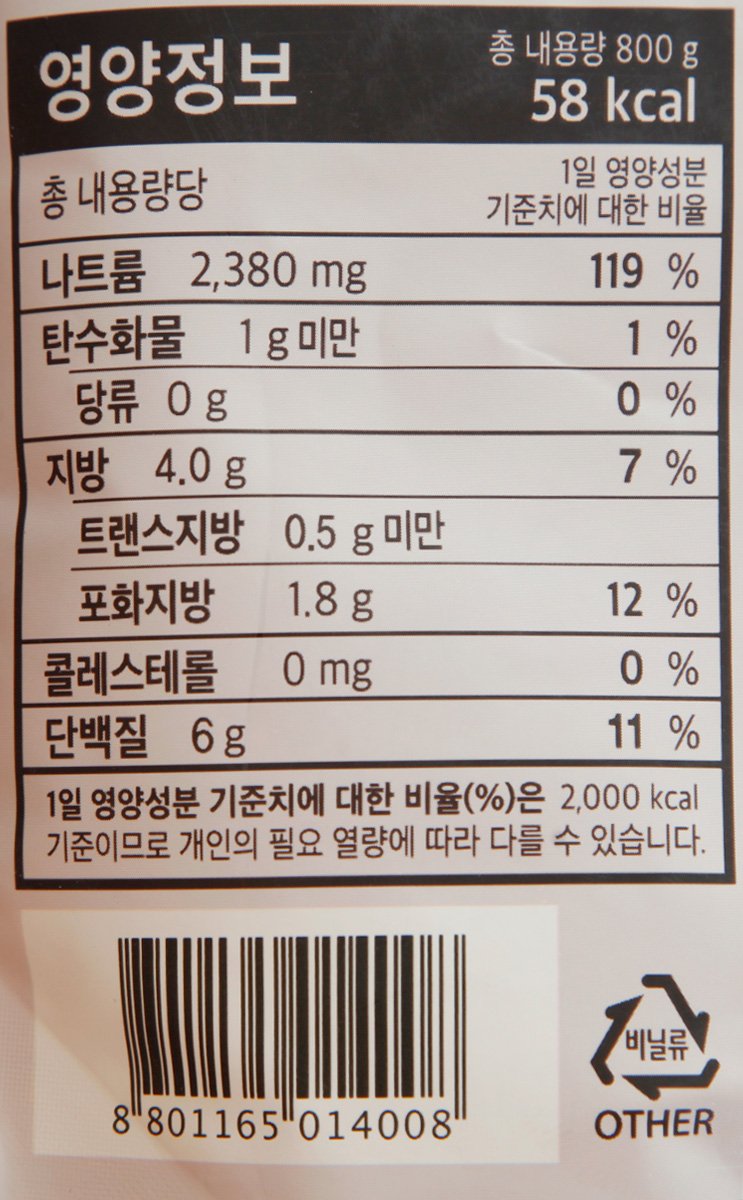 영양정보
총 내용량 800 g
58 kcal
총 내용량당
1일 영양성분
기준치에 대한 비율
나트륨 2,380 mg 119 %
탄수화물 1 g 미만 1 %
당류 0 g 0 %
지방 4.0 g 7 %
트랜스지방 0.5 g 미만
포화지방 1.8 g 12 %
콜레스테롤 0 mg 0 %
단백질 6 g 11 %
1일 영양성분 기준치에 대한 비율(%)은 2,000 kcal
기준이므로 개인의 필요 열량에 따라 다를 수 있습니다.
비닐류
OTHER
8 801165 014008